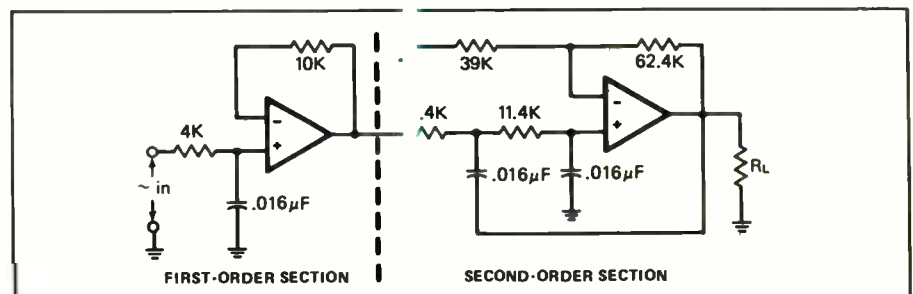 10K
39K
62.4K
4K
.4K
11.4K
~ in
.016µF
.016µF
.016µF
RL
FIRST-ORDER SECTION
SECOND-ORDER SECTION